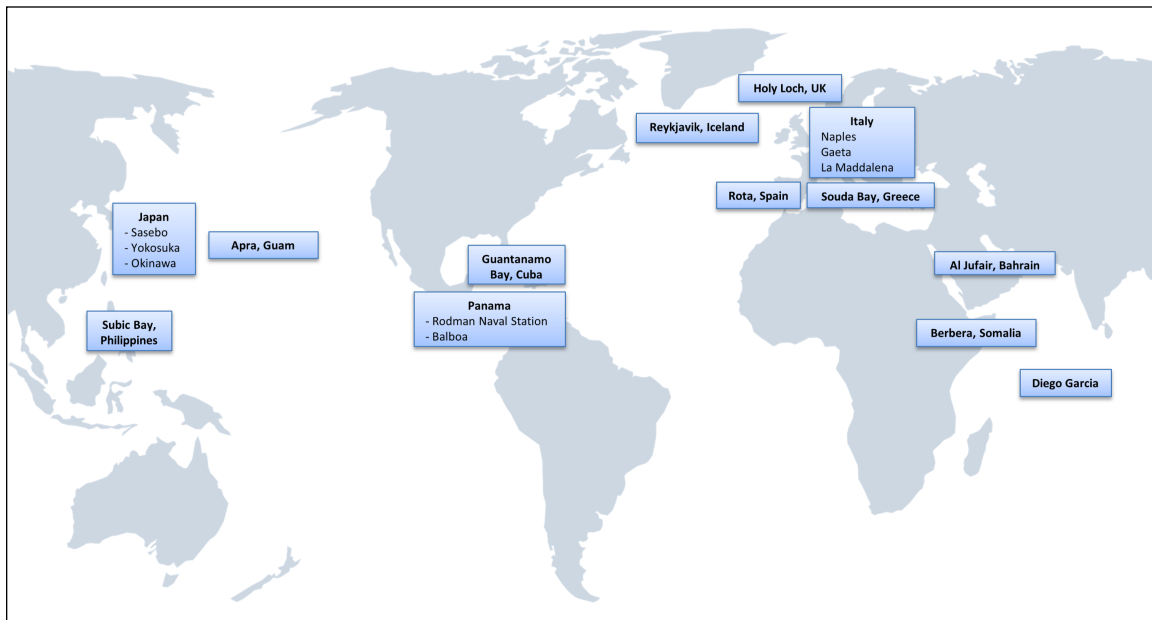 Holy Loch, UK
Reykjavik, Iceland
Italy
Naples
Gaeta
La Maddalena
Rota, Spain
Souda Bay, Greece
Japan
- Sasebo
- Yokosuka
- Okinawa
Apra, Guam
Guantanamo
Bay, Cuba
Al Jufair, Bahrain
Panama
- Rodman Naval Station
- Balboa
Subic Bay,
Philippines
Berbera, Somalia
Diego Garcia